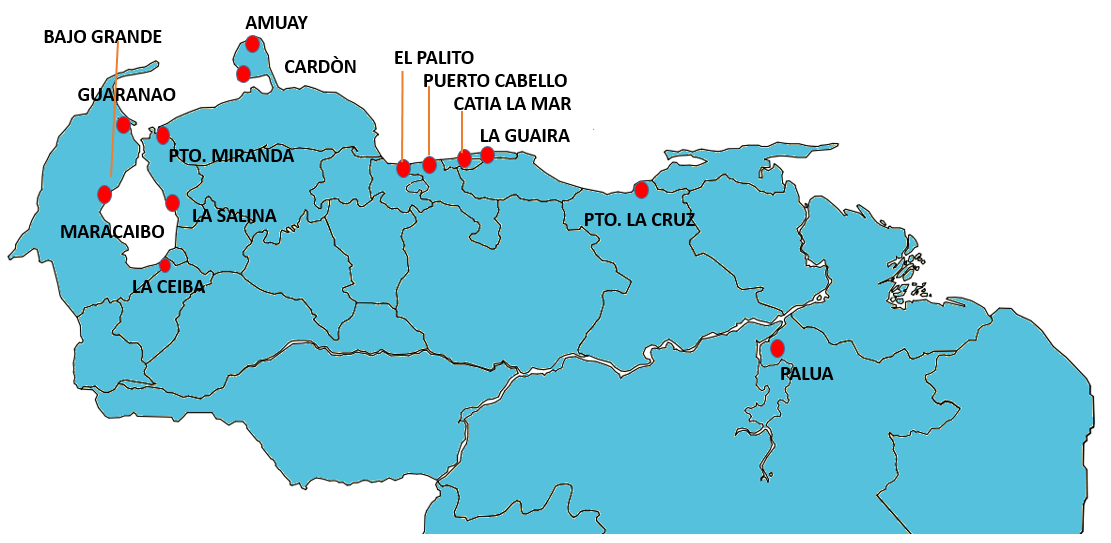 AMUAY
BAJO GRANDE
EL PALITO
CARDÒN
PUERTO CABELLO
GUARANAO
CATIA LA MAR
LA GUAIRA
PTO. MIRANDA
LA SALINA
PTO. LA CRUZ
MARACAIBO
LA CEIBA
PALUA